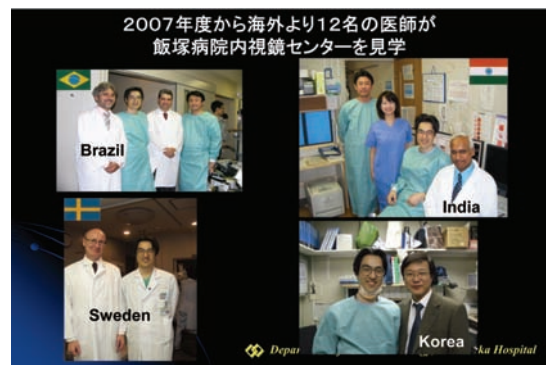 2007年度から海外より12名の医師が
飯塚病院内視鏡センターを見学
Brazil
India
Sweden
Korea
Depar
ka Hospital